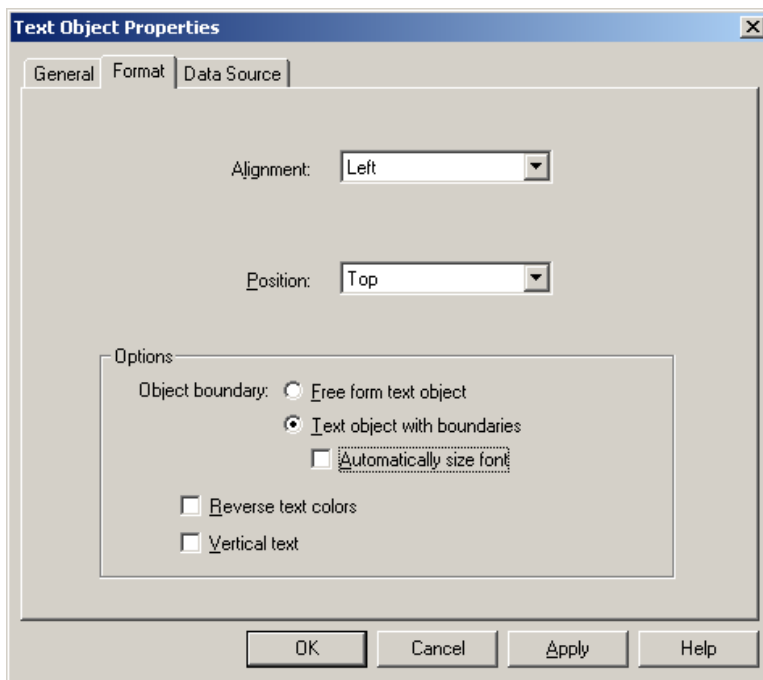 Text Object Properties
General Format Data Source
Alignment: Left
Position: Top
Options
Object boundary: Free form text object
Text object with boundaries
Automatically size font
Reverse text colors
Vertical text
OK Cancel Apply Help